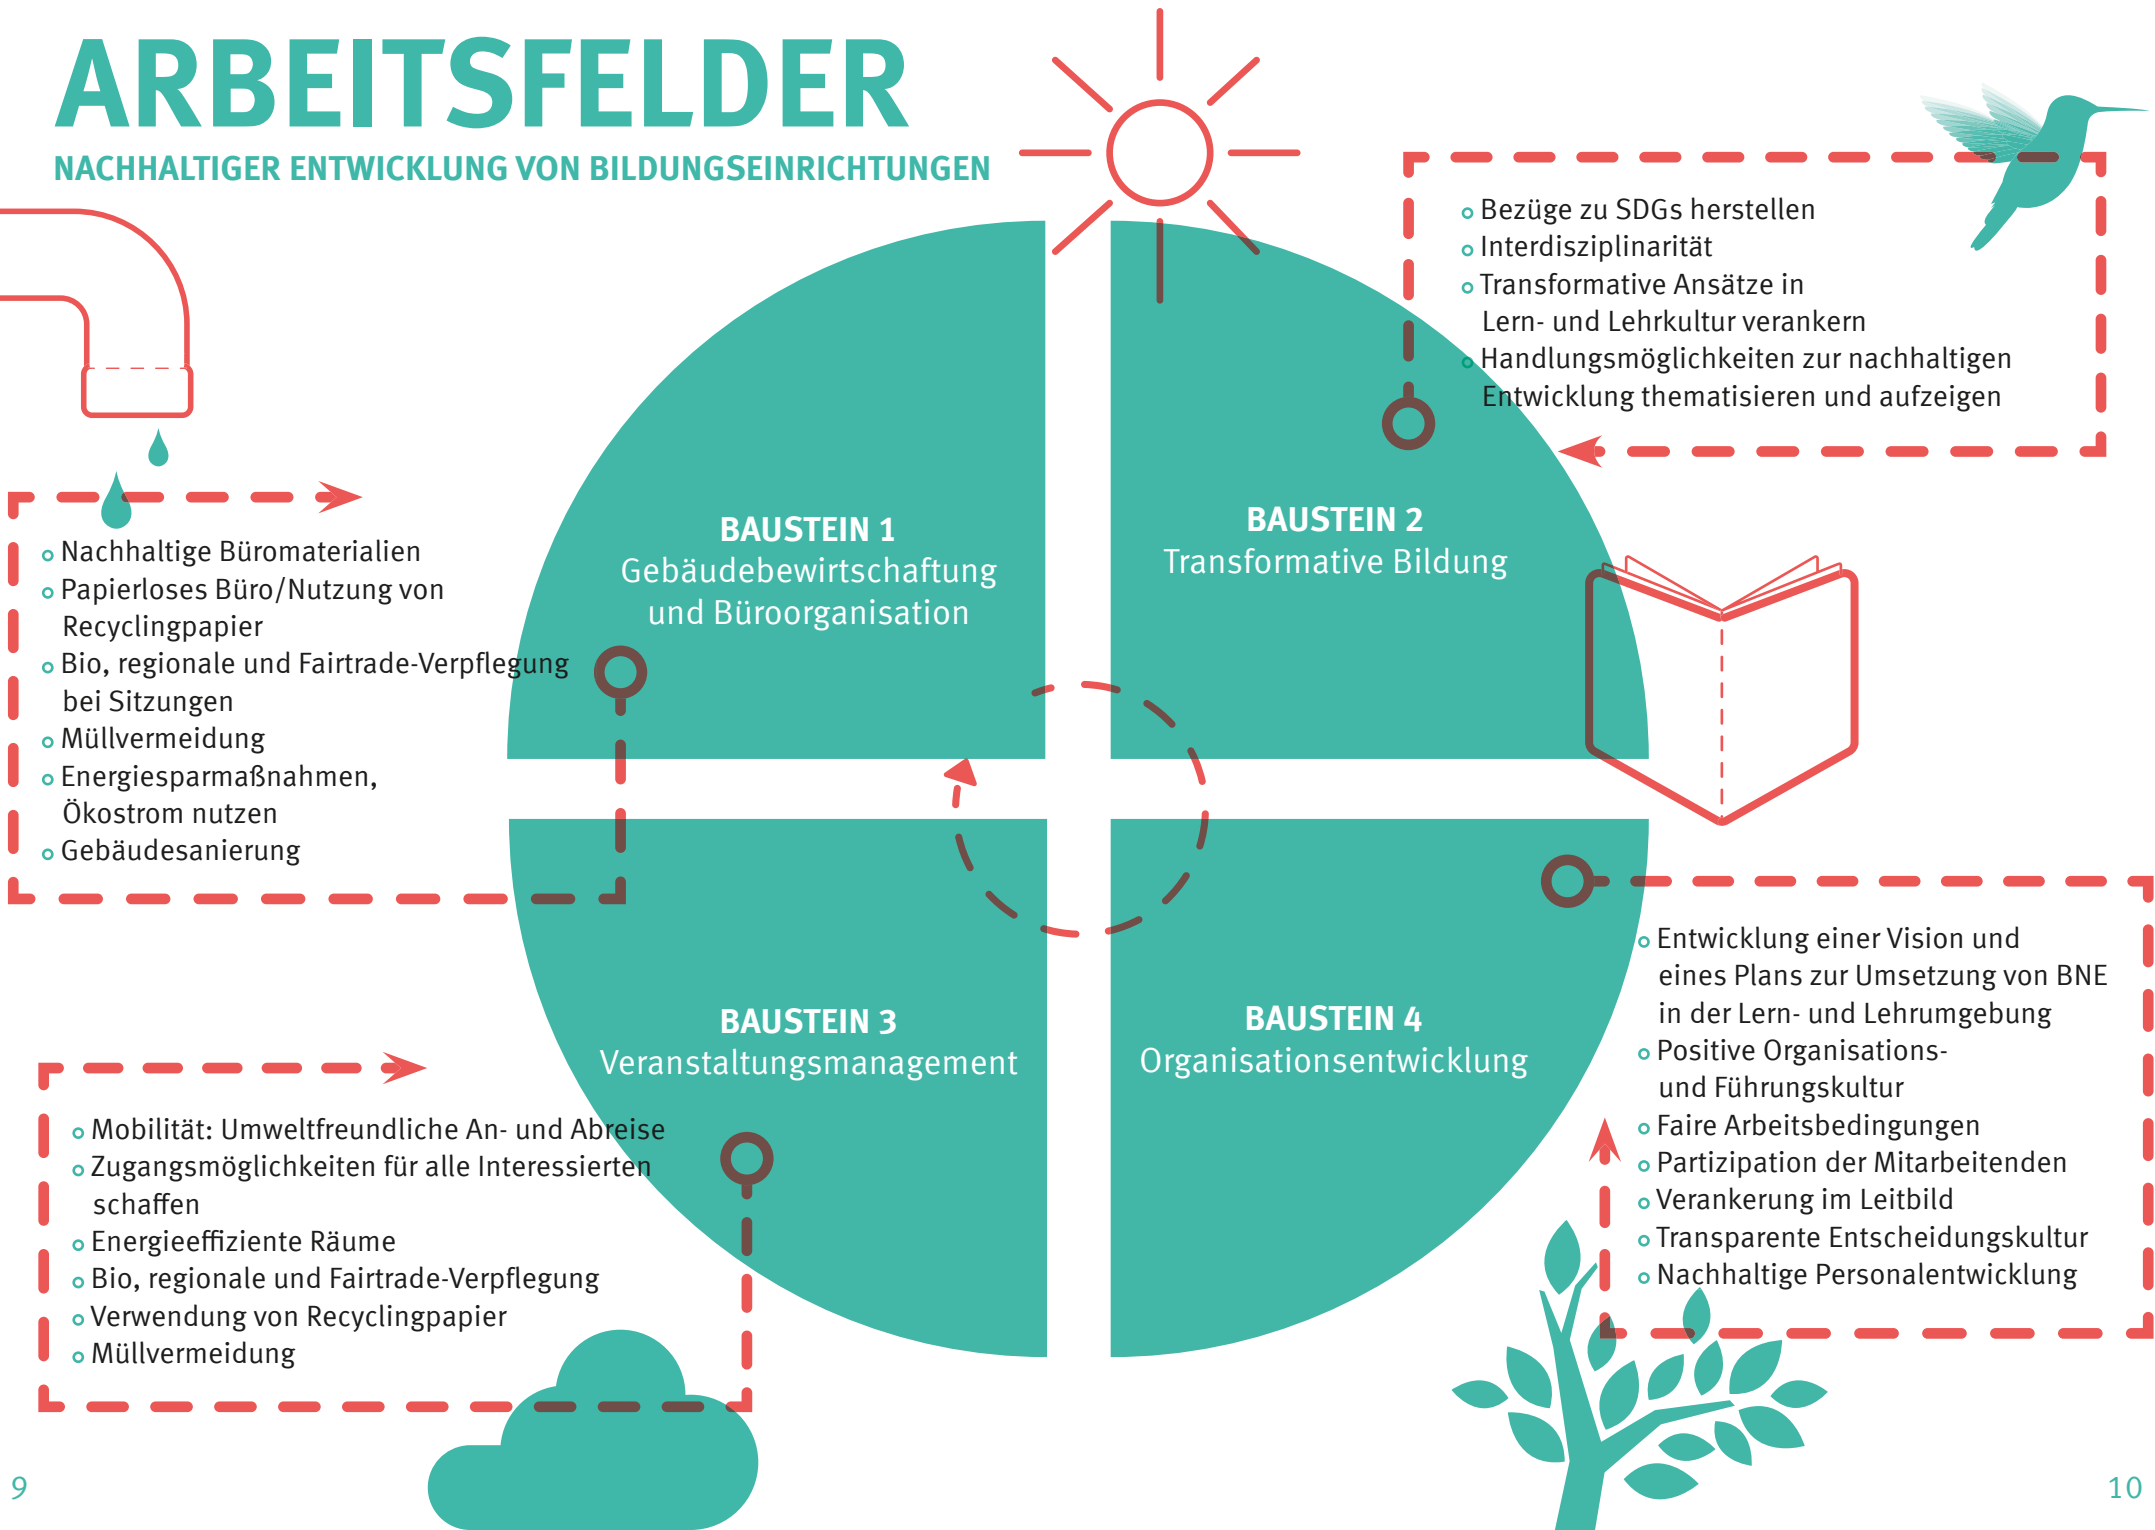 ARBEITSFELDER
NACHHALTIGER ENTWICKLUNG VON BILDUNGSEINRICHTUNGEN
BAUSTEIN 1
Gebäudebewirtschaftung
und Büroorganisation
Nachhaltige Büromaterialien
Papierloses Büro/Nutzung von
Recyclingpapier
Bio, regionale und Fairtrade-Verpflegung
bei Sitzungen
Müllvermeidung
Energiesparmaßnahmen,
Ökostrom nutzen
Gebäudesanierung
BAUSTEIN 2
Transformative Bildung
Bezüge zu SDGs herstellen
Interdisziplinarität
Transformative Ansätze in
Lern- und Lehrkultur verankern
Handlungsmöglichkeiten zur nachhaltigen
Entwicklung thematisieren und aufzeigen
BAUSTEIN 3
Veranstaltungsmanagement
Mobilität: Umweltfreundliche An- und Abreise
Zugangsmöglichkeiten für alle Interessierten
schaffen
Energieeffiziente Räume
Bio, regionale und Fairtrade-Verpflegung
Verwendung von Recyclingpapier
Müllvermeidung
BAUSTEIN 4
Organisationsentwicklung
Entwicklung einer Vision und
eines Plans zur Umsetzung von BNE
in der Lern- und Lehrumgebung
Positive Organisations-
und Führungskultur
Faire Arbeitsbedingungen
Partizipation der Mitarbeitenden
Verankerung im Leitbild
Transparente Entscheidungskultur
Nachhaltige Personalentwicklung
9
10